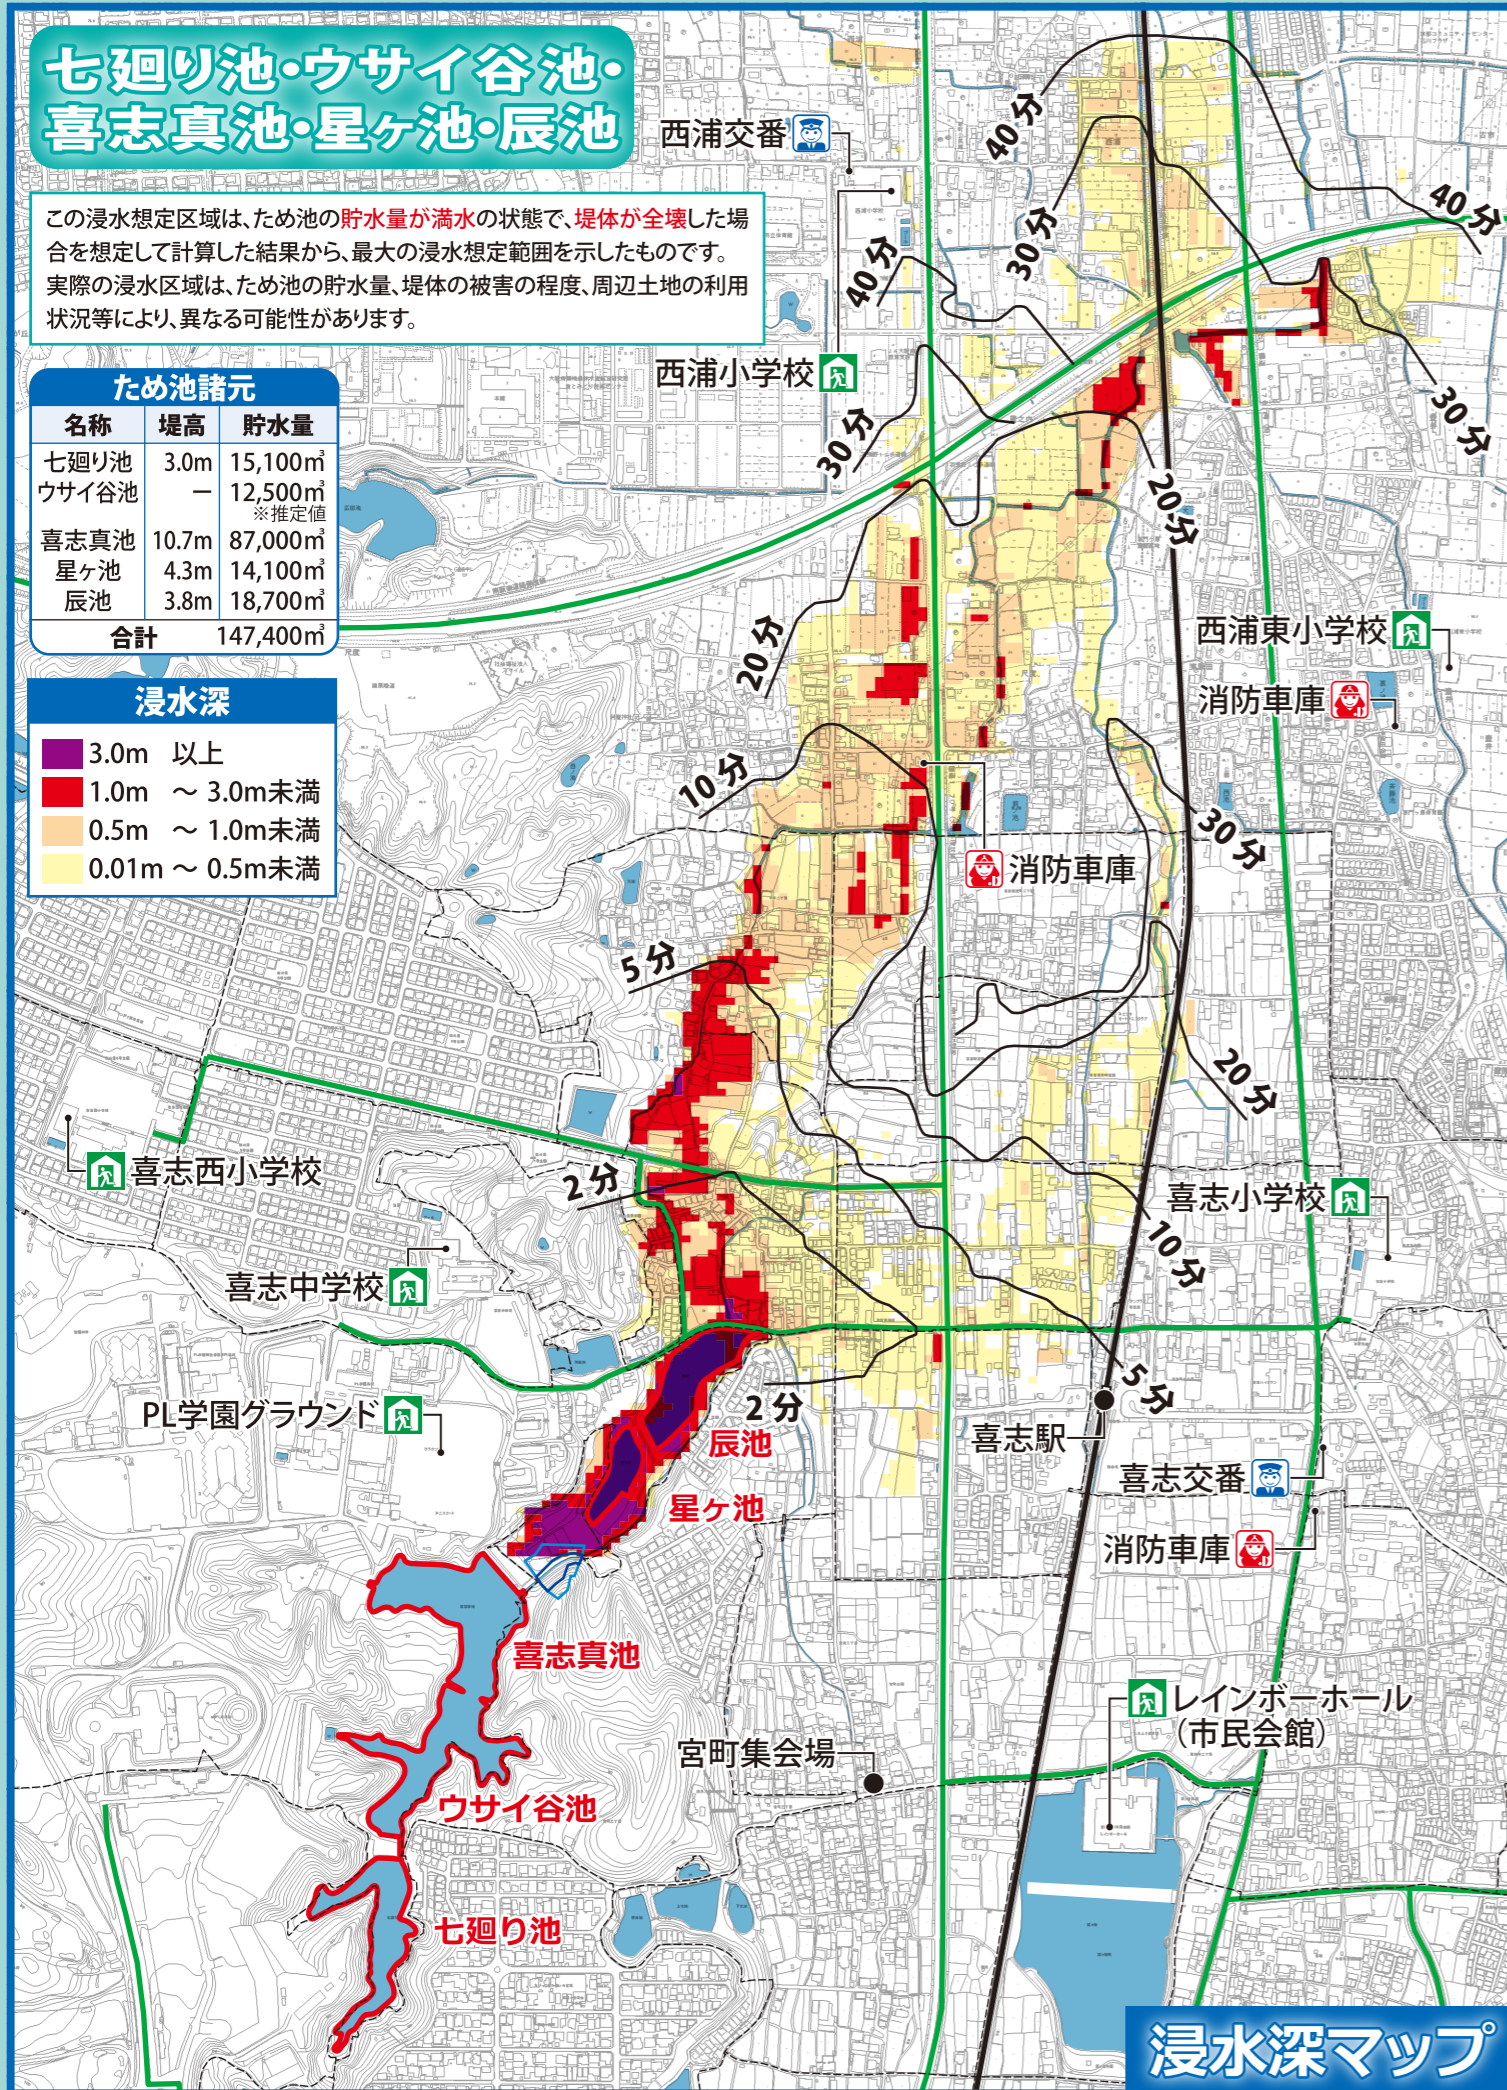 七廻り池・ウサイ谷池・
喜志真池・星ヶ池・辰池
この浸水想定区域は、ため池の貯水量が満水の状態で、堤体が全壊した場
合を想定して計算した結果から、最大の浸水想定範囲を示したものです。
実際の浸水区域は、ため池の貯水量、堤体の被害の程度、周辺土地の利用
状況等により、異なる可能性があります。
ため池諸元
名称 堤高 貯水量
七廻り池 3.0m 15,100㎥
ウサイ谷池 ー 12,500㎥
※推定値
喜志真池 10.7m 87,000㎥
星ヶ池 4.3m 14,100㎥
辰池 3.8m 18,700㎥
合計 147,400㎥
浸水深
3.0m 以上
1.0m ～ 3.0m未満
0.5m ～ 1.0m未満
0.01m ～ 0.5m未満
西浦交番
40分
40分
30分
40分
西浦小学校
30分
30分
20分
20分
西浦東小学校
消防車庫
10分
30分
消防車庫
5分
20分
喜志西小学校
2分
喜志小学校
10分
喜志中学校
5分
2分
PL学園グラウンド
辰池
喜志駅
喜志交番
星ヶ池
消防車庫
喜志真池
レインボーホール
（市民会館）
宮町集会場
ウサイ谷池
七廻り池
浸水深マップ